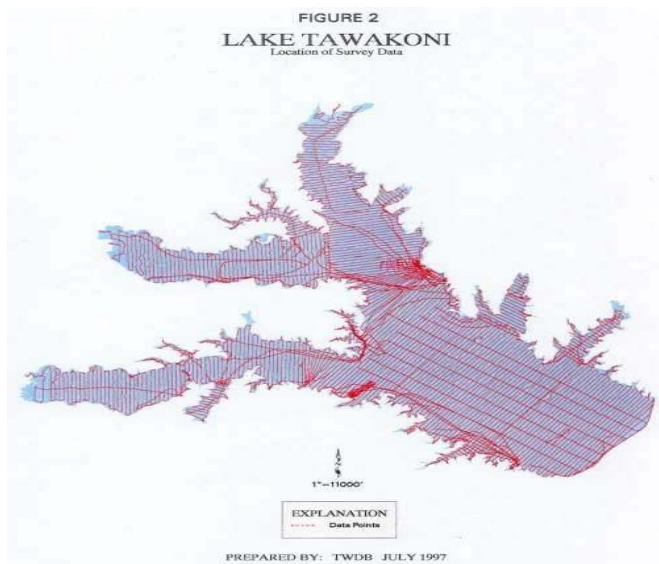 FIGURE 2
LAKE TAWAKONI
Location of Survey Data
N
1"=11000'
EXPLANATION
Data Points
PREPARED BY: TWDB JULY 1997